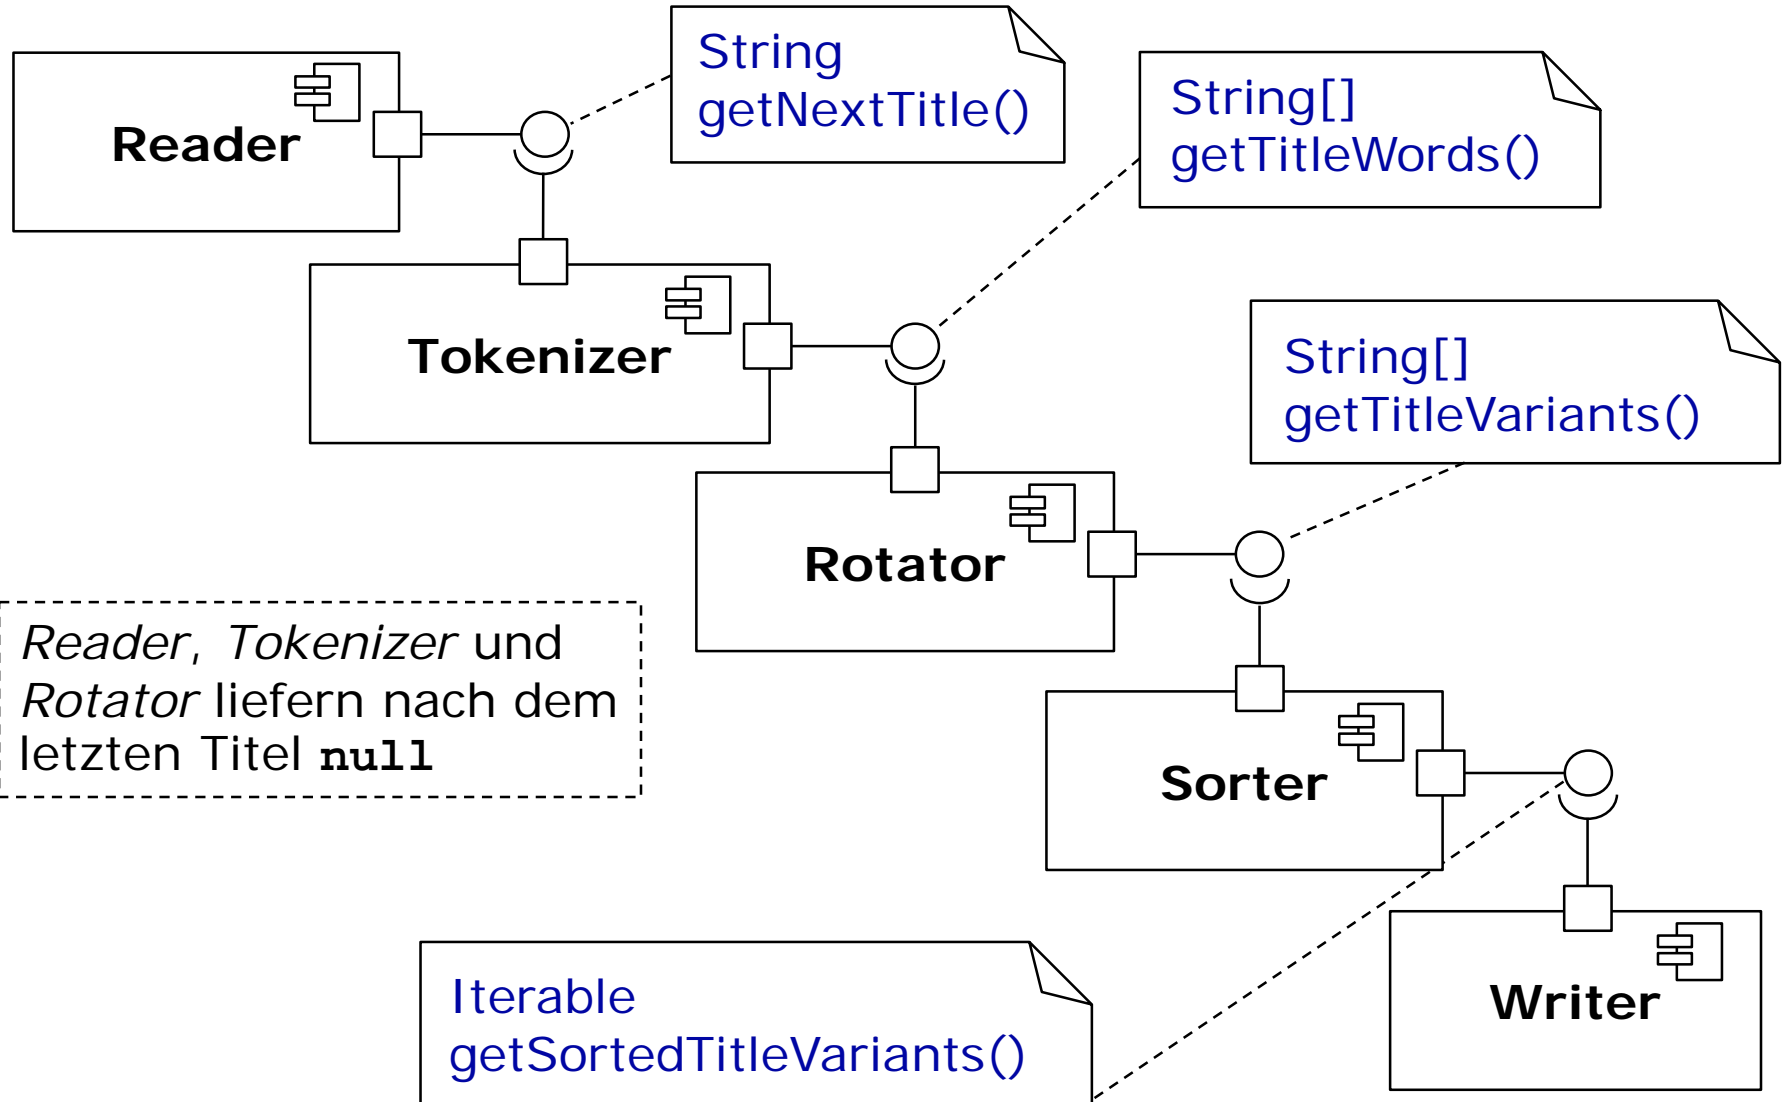 String
getNextTitle()
Reader
String[]
getTitleWords()
Tokenizer
String[]
getTitleVariants()
Rotator
Reader, Tokenizer und
Rotator liefern nach dem
letzten Titel null
Sorter
Iterable
getSortedTitleVariants()
Writer